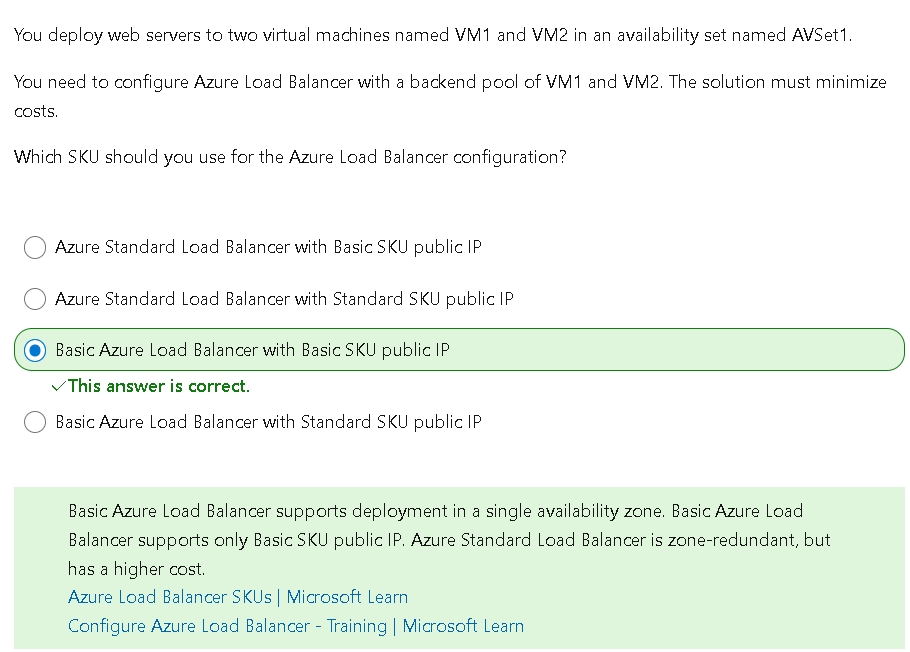 You deploy web servers to two virtual machines named VM1 and VM2 in an availability set named AVSet1.
You need to configure Azure Load Balancer with a backend pool of VM1 and VM2. The solution must minimize
costs.
Which SKU should you use for the Azure Load Balancer configuration?
Azure Standard Load Balancer with Basic SKU public IP
Azure Standard Load Balancer with Standard SKU public IP
Basic Azure Load Balancer with Basic SKU public IP
✓This answer is correct.
Basic Azure Load Balancer with Standard SKU public IP
Basic Azure Load Balancer supports deployment in a single availability zone. Basic Azure Load
Balancer supports only Basic SKU public IP. Azure Standard Load Balancer is zone-redundant, but
has a higher cost.
Azure Load Balancer SKUs | Microsoft Learn
Configure Azure Load Balancer - Training | Microsoft Learn